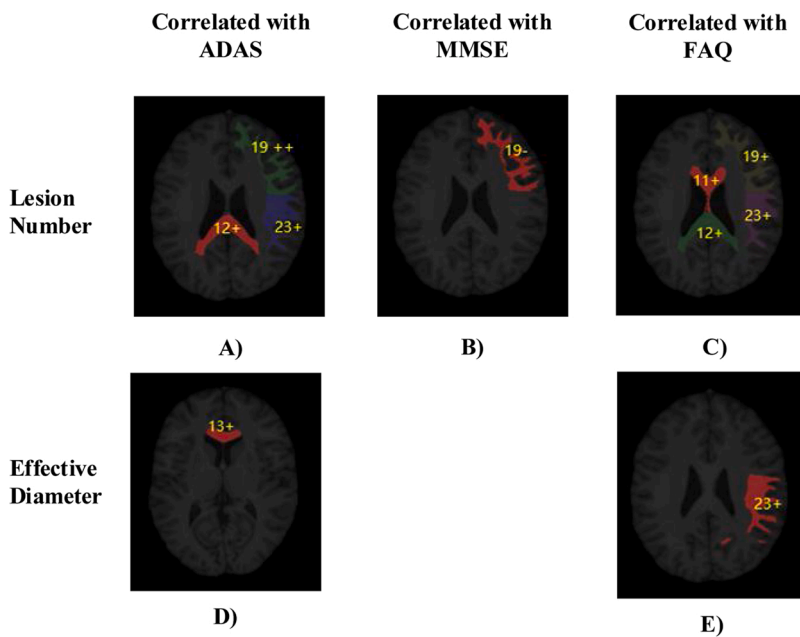 Correlated with
ADAS
Correlated with
MMSE
Correlated with
FAQ
Lesion
Number
19 ++
12+
23+
19-
19+
11+
23+
12+
A)
B)
C)
Effective
Diameter
13+
23+
D)
E)